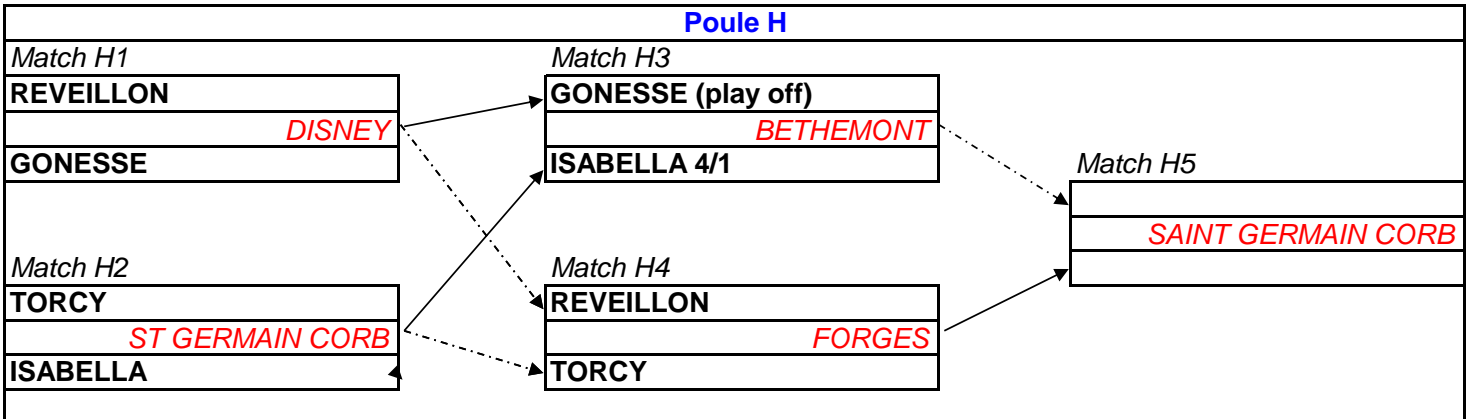 Poule H
Match H1
REVEILLON
DISNEY
GONESSE
Match H3
GONESSE (play off)
BETHEMONT
ISABELLA 4/1
Match H5
SAINT GERMAIN CORB
Match H2
TORCY
ST GERMAIN CORB
ISABELLA
Match H4
REVEILLON
FORGES
TORCY